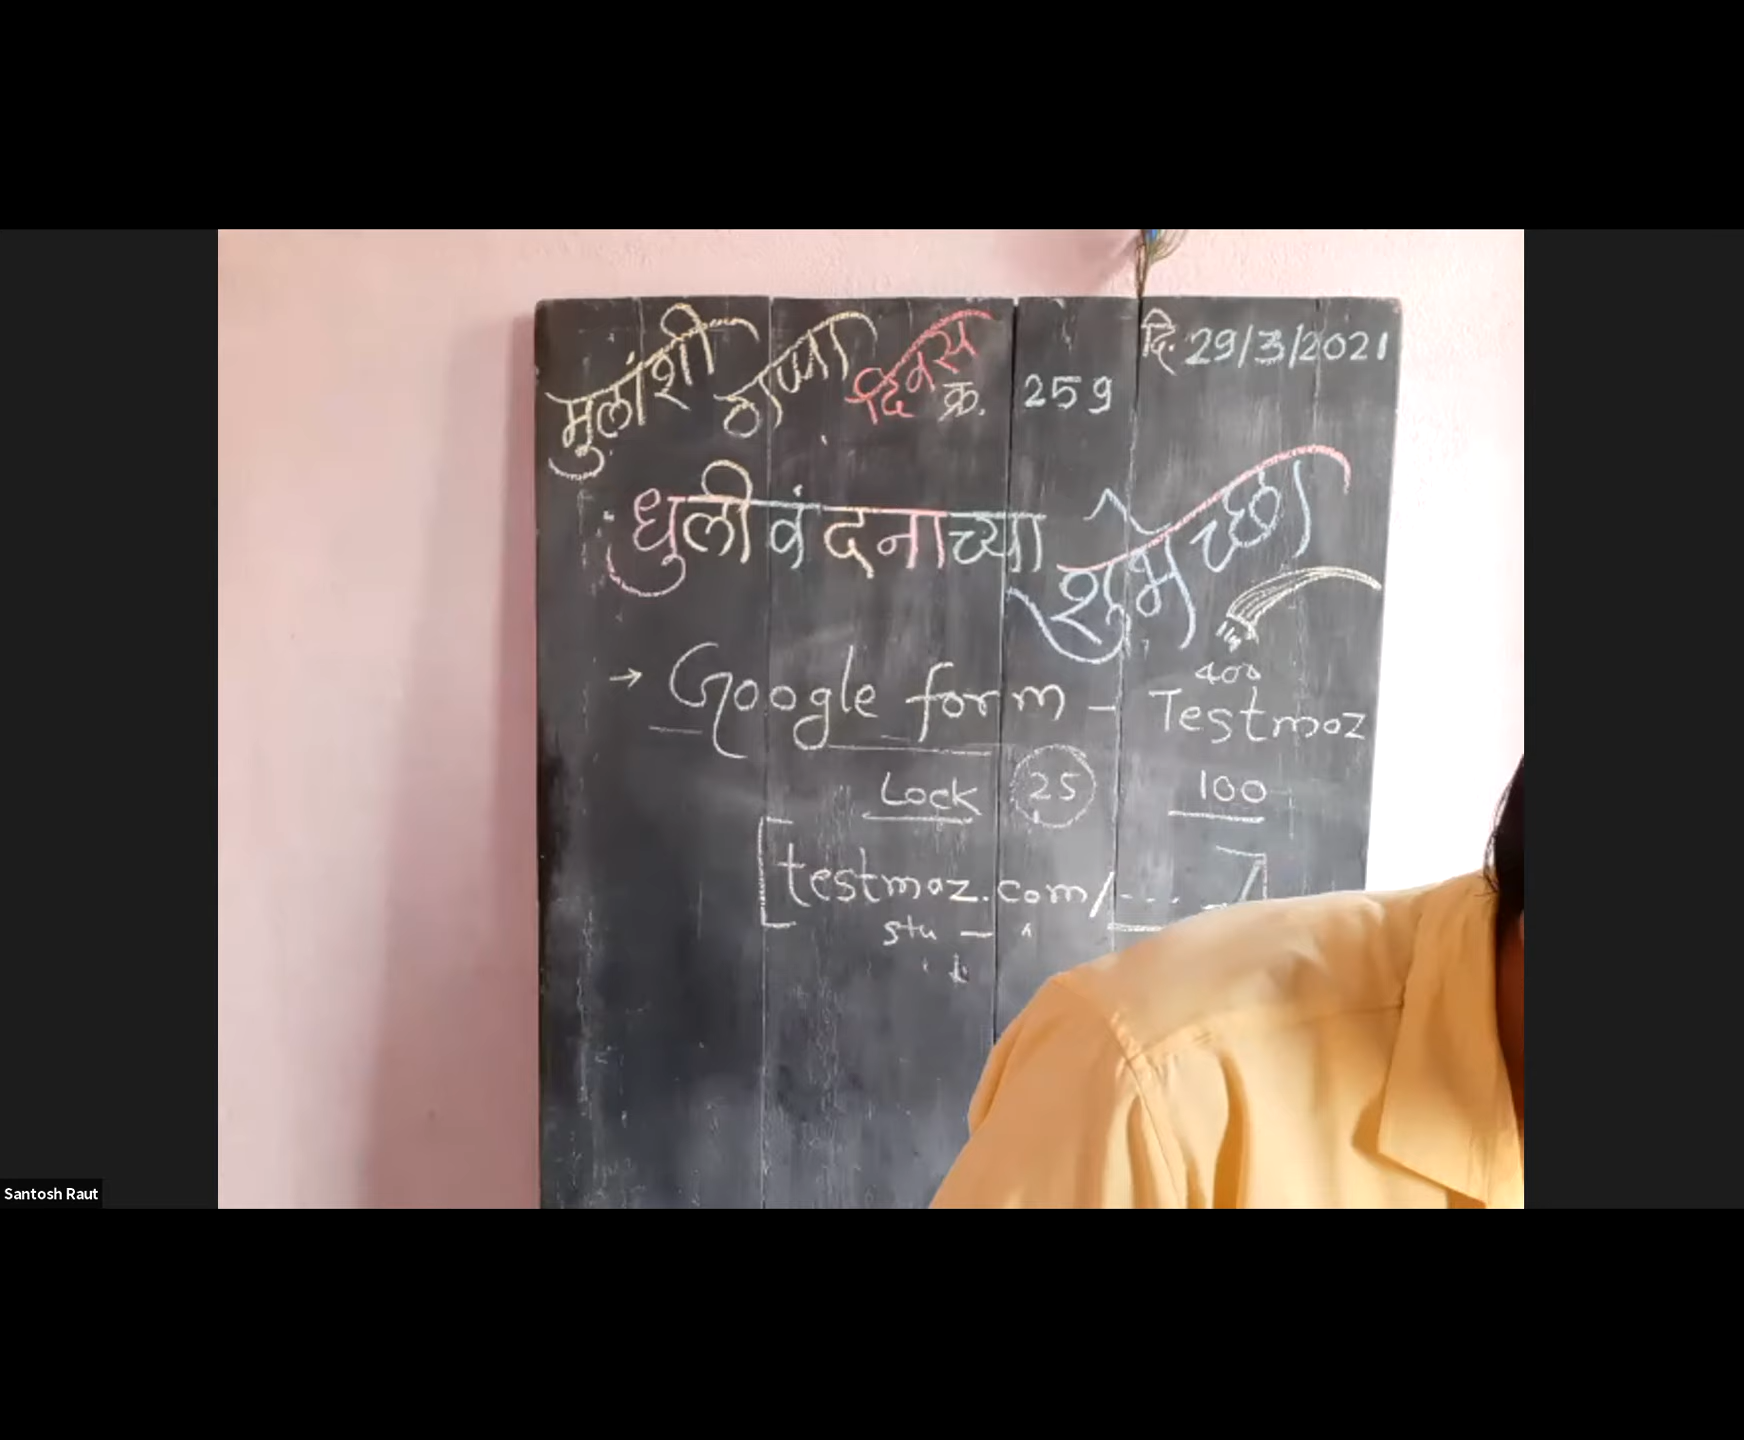 मुलांशी गप्पा दिवस क्र. 259
दि. 29/3/2021
धुलीवंदनाच्या शुभेच्छा
→ Google form - Testmoz
400
Lock 25 100
[testmoz.com/....]
stu —
Santosh Raut